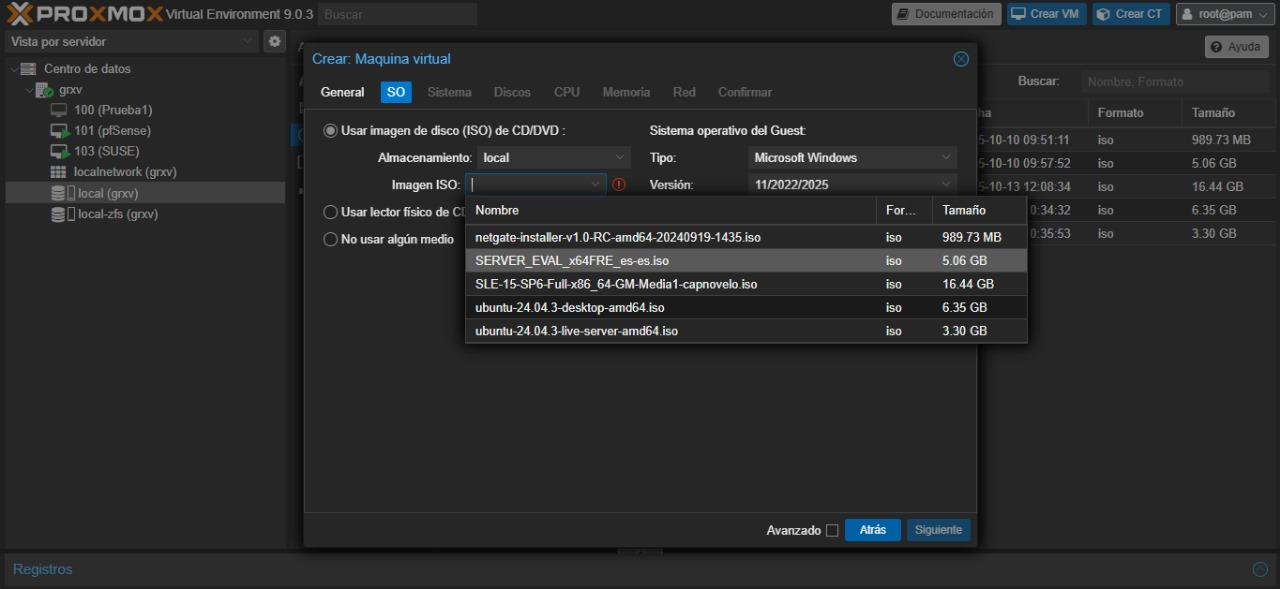 PROXMOX Virtual Environment 9.0.3 Buscar Documentación Crear VM Crear CT root@pam
Vista por servidor Ayuda
Centro de datos
grxv
100 (Prueba1)
101 (pfSense)
103 (SUSE)
localnetwork (grxv)
local (grxv)
local-zfs (grxv)
Buscar: Nombre, Formato
Formato Tamaño
5-10-10 09:51:11 iso 989.73 MB
5-10-10 09:57:52 iso 5.06 GB
5-10-13 12:08:34 iso 16.44 GB
0:34:32 iso 6.35 GB
0:35:53 iso 3.30 GB
Crear: Maquina virtual
General SO Sistema Discos CPU Memoria Red Confirmar
Usar imagen de disco (ISO) de CD/DVD : Sistema operativo del Guest:
Almacenamiento: local Tipo: Microsoft Windows
Imagen ISO: Versión: 11/2022/2025
Usar lector físico de CD
No usar algún medio
Nombre For... Tamaño
netgate-installer-v1.0-RC-amd64-20240919-1435.iso iso 989.73 MB
SERVER_EVAL_x64FRE_es-es.iso iso 5.06 GB
SLE-15-SP6-Full-x86_64-GM-Media1-capnovelo.iso iso 16.44 GB
ubuntu-24.04.3-desktop-amd64.iso iso 6.35 GB
ubuntu-24.04.3-live-server-amd64.iso iso 3.30 GB
Avanzado Atrás Siguiente
Registros